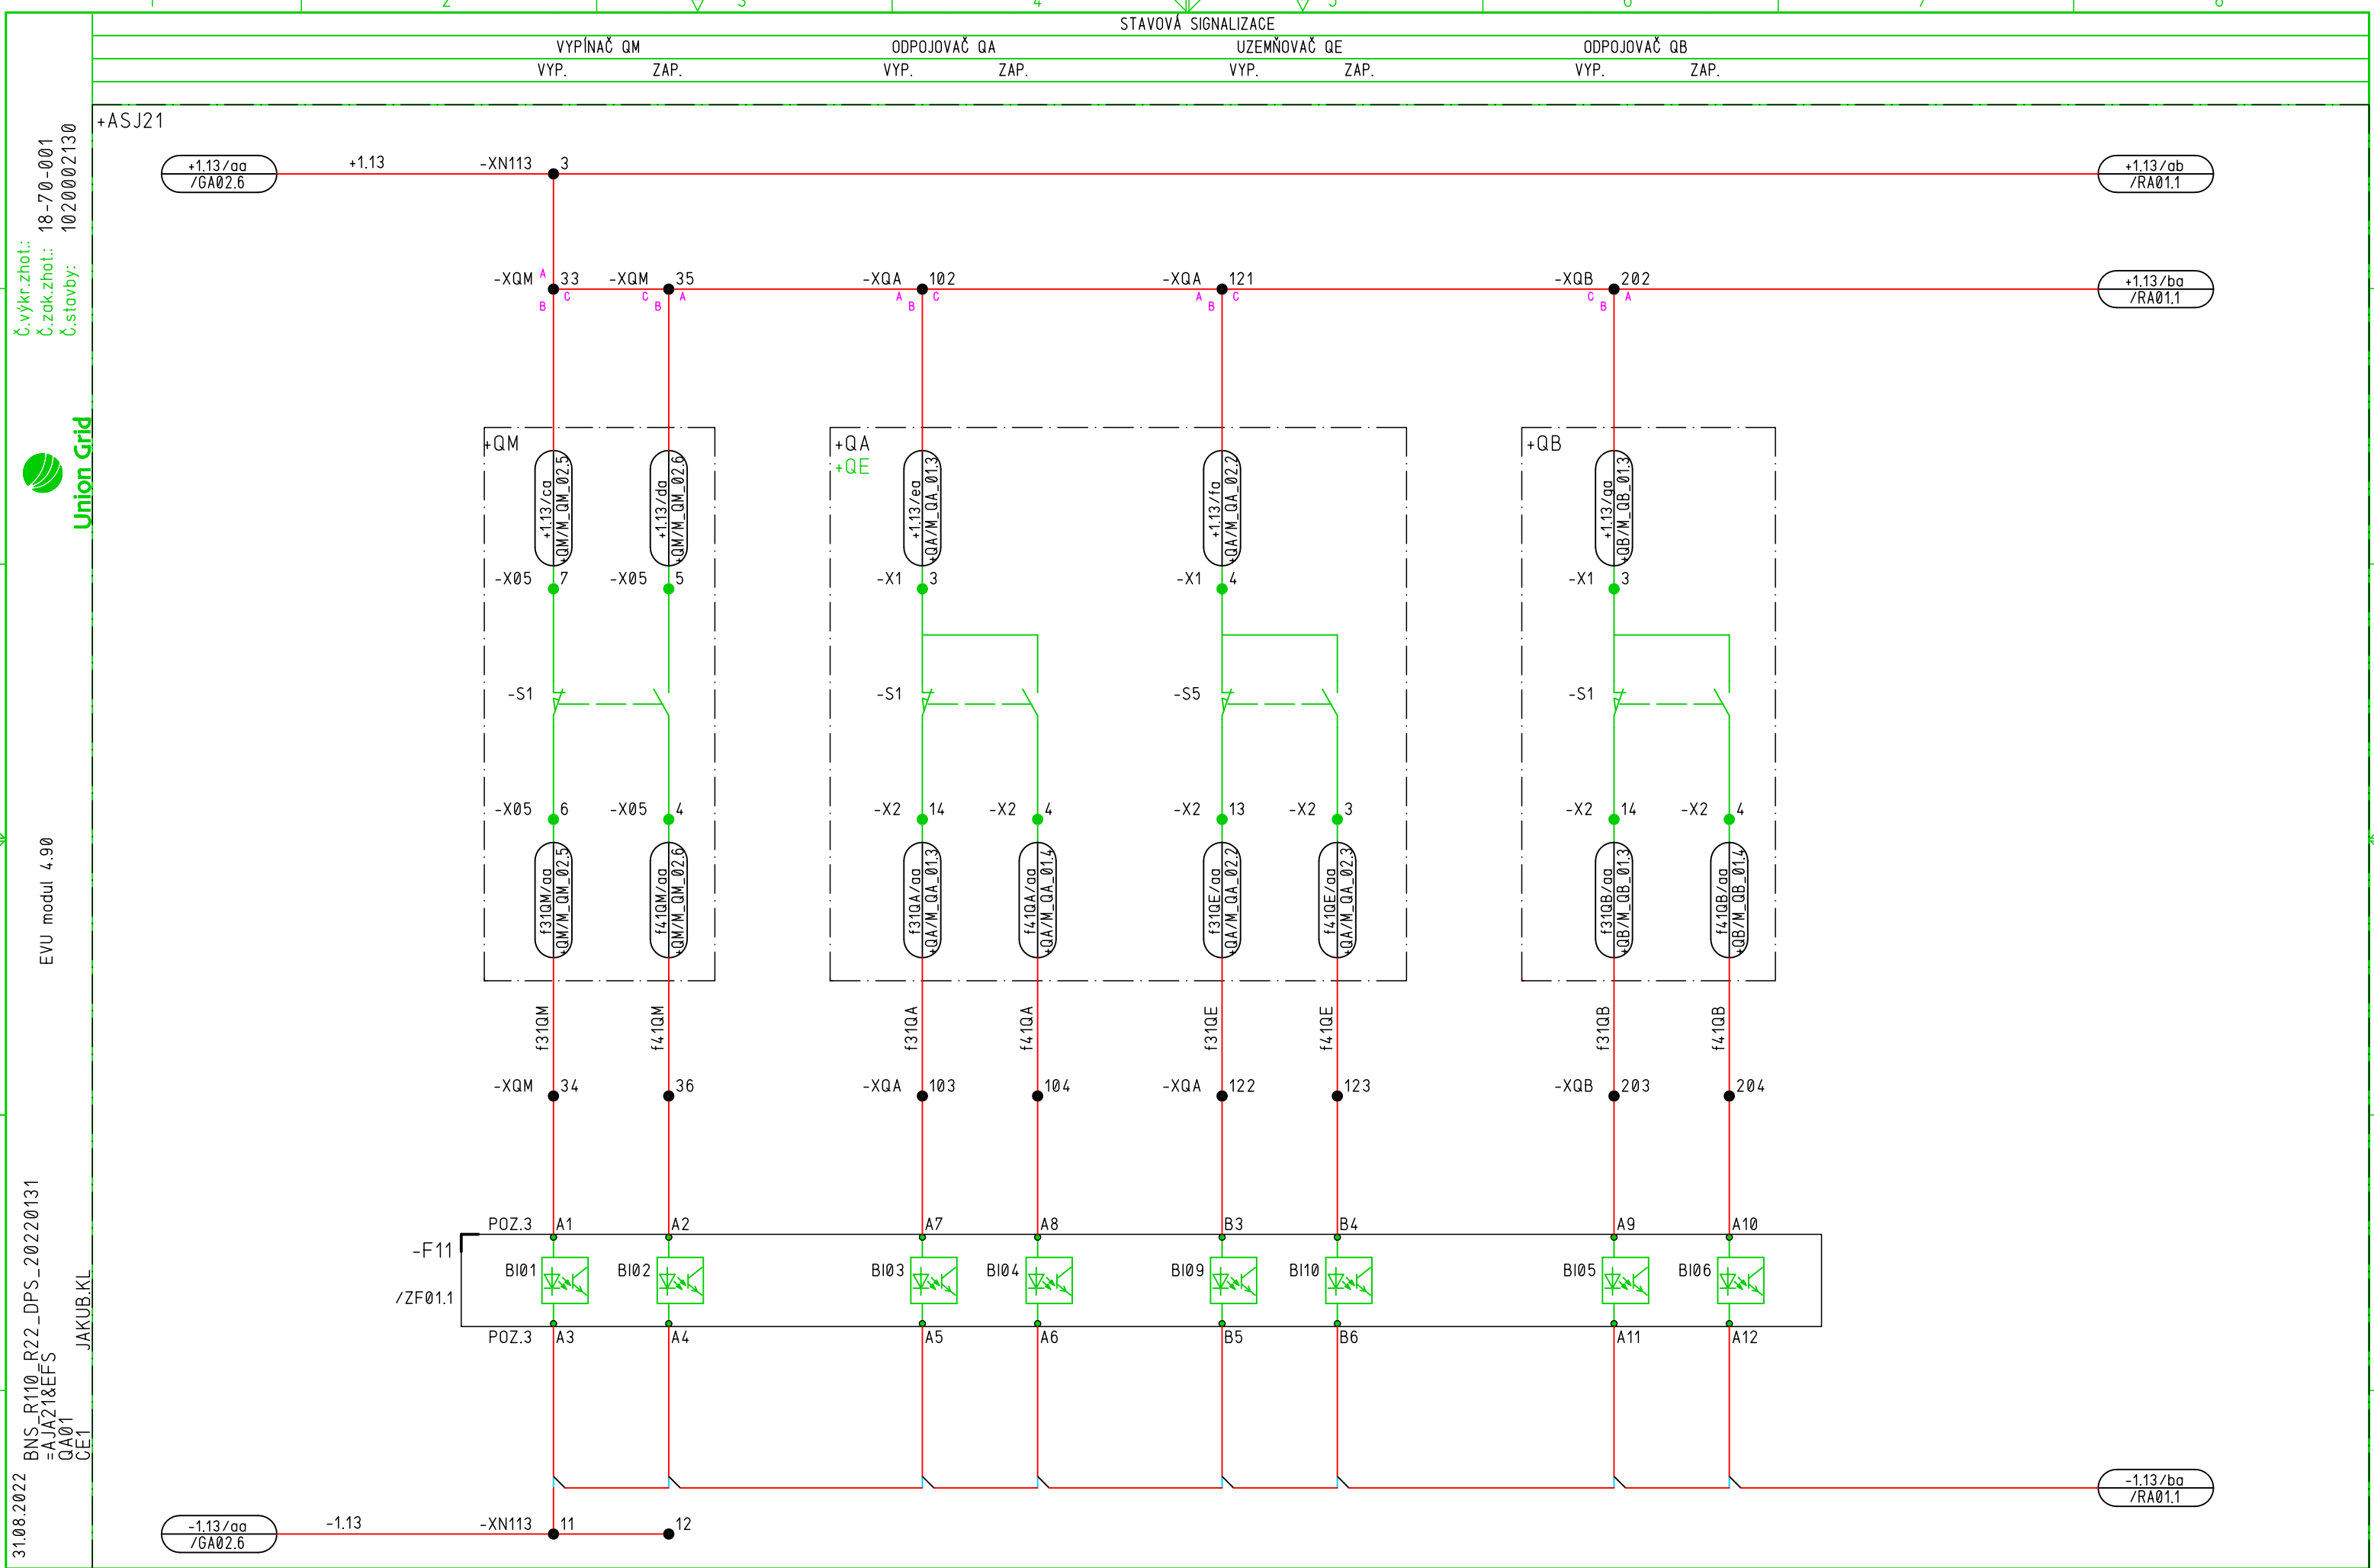 1 2 3 4 5 6 7 8
STAVOVÁ SIGNALIZACE
VYPÍNAČ QM ODPOJOVAČ QA UZEMŇOVAČ QE ODPOJOVAČ QB
VYP. ZAP. VYP. ZAP. VYP. ZAP. VYP. ZAP.
+ASJ21
+1.13/aa
/GA02.6
+1.13
-XN113 3
+1.13/ab
/RA01.1
-XQM A 33 -XQM 35 -XQA 102 -XQA 121 -XQB 202
B C C B A A B C A B C C B A
+1.13/ba
/RA01.1
+QM
+QA
+QE
+QB
+1.13/ca
+QM/M_QM_02.5
+1.13/da
+QM/M_QM_02.6
+1.13/ea
+QA/M_QA_01.3
+1.13/fa
+QA/M_QA_02.2
+1.13/ga
+QB/M_QB_01.3
-X05 7 -X05 5 -X1 3 -X1 4 -X1 3
-S1 -S1 -S5 -S1
-X05 6 -X05 4 -X2 14 -X2 4 -X2 13 -X2 3 -X2 14 -X2 4
f31QM/aa
+QM/M_QM_02.5
f41QM/aa
+QM/M_QM_02.6
f31QA/aa
+QA/M_QA_01.3
f41QA/aa
+QA/M_QA_01.4
f31QE/aa
+QA/M_QA_02.2
f41QE/aa
+QA/M_QA_02.3
f31QB/aa
+QB/M_QB_01.3
f41QB/aa
+QB/M_QB_01.4
f31QM f41QM f31QA f41QA f31QE f41QE f31QB f41QB
-XQM 34 36 -XQA 103 104 -XQA 122 123 -XQB 203 204
POZ.3 A1 A2 A7 A8 B3 B4 A9 A10
-F11
BI01 BI02 BI03 BI04 BI09 BI10 BI05 BI06
/ZF01.1
POZ.3 A3 A4 A5 A6 B5 B6 A11 A12
-1.13/ba
/RA01.1
-1.13/aa
/GA02.6
-1.13
-XN113 11 12
Č.výkr.zhot.:
Č.zak.zhot.: 18-70-001
Č.stavby: 1020002130
Union Grid
EVU modul 4.90
BNS_R110_R22_DPS_20220131
=AJA21&EFS
QA01
CE1 JAKUB.KL
31.08.2022